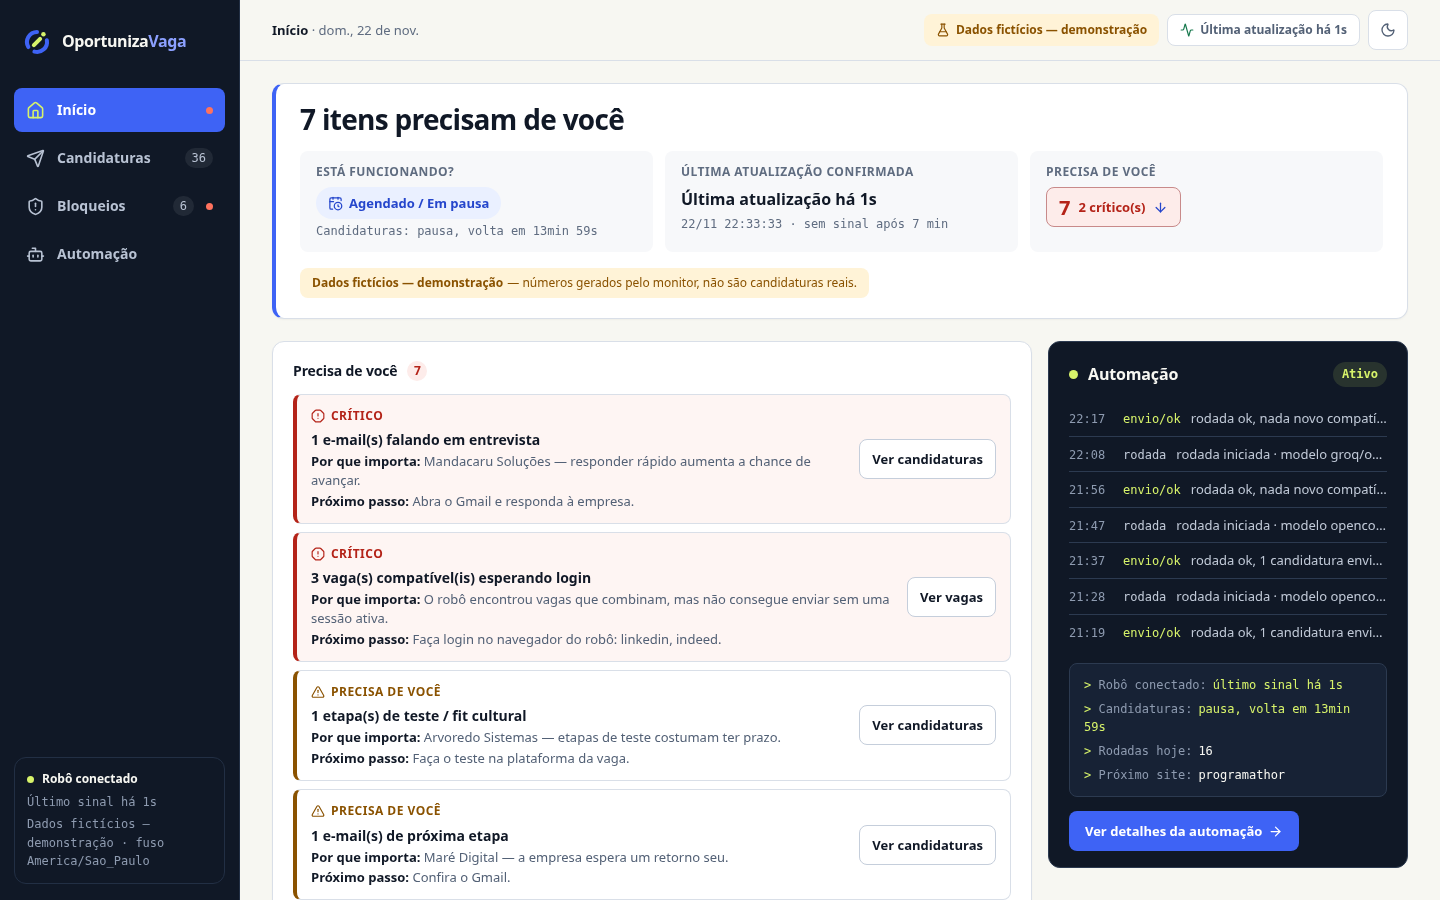 OportunizaVaga
Início
Candidaturas 36
Bloqueios 6
Automação
Robô conectado
Último sinal há 1s
Dados fictícios —
demonstração · fuso
America/Sao_Paulo
Início · dom., 22 de nov.
Dados fictícios — demonstração
Última atualização há 1s
7 itens precisam de você
ESTÁ FUNCIONANDO?
Agendado / Em pausa
Candidaturas: pausa, volta em 13min 59s
ÚLTIMA ATUALIZAÇÃO CONFIRMADA
Última atualização há 1s
22/11 22:33:33 · sem sinal após 7 min
PRECISA DE VOCÊ
7 2 crítico(s)
Dados fictícios — demonstração — números gerados pelo monitor, não são candidaturas reais.
Precisa de você 7
CRÍTICO
1 e-mail(s) falando em entrevista
Por que importa: Mandacaru Soluções — responder rápido aumenta a chance de
avançar.
Próximo passo: Abra o Gmail e responda à empresa.
Ver candidaturas
CRÍTICO
3 vaga(s) compatível(is) esperando login
Por que importa: O robô encontrou vagas que combinam, mas não consegue enviar sem uma
sessão ativa.
Próximo passo: Faça login no navegador do robô: linkedin, indeed.
Ver vagas
PRECISA DE VOCÊ
1 etapa(s) de teste / fit cultural
Por que importa: Arvoredo Sistemas — etapas de teste costumam ter prazo.
Próximo passo: Faça o teste na plataforma da vaga.
Ver candidaturas
PRECISA DE VOCÊ
1 e-mail(s) de próxima etapa
Por que importa: Maré Digital — a empresa espera um retorno seu.
Próximo passo: Confira o Gmail.
Ver candidaturas
Automação
Ativo
22:17 envio/ok rodada ok, nada novo compatí...
22:08 rodada rodada iniciada · modelo groq/o...
21:56 envio/ok rodada ok, nada novo compatí...
21:47 rodada rodada iniciada · modelo openco...
21:37 envio/ok rodada ok, 1 candidatura envi...
21:28 rodada rodada iniciada · modelo openco...
21:19 envio/ok rodada ok, 1 candidatura envi...
> Robô conectado: último sinal há 1s
> Candidaturas: pausa, volta em 13min
59s
> Rodadas hoje: 16
> Próximo site: programathor
Ver detalhes da automação →